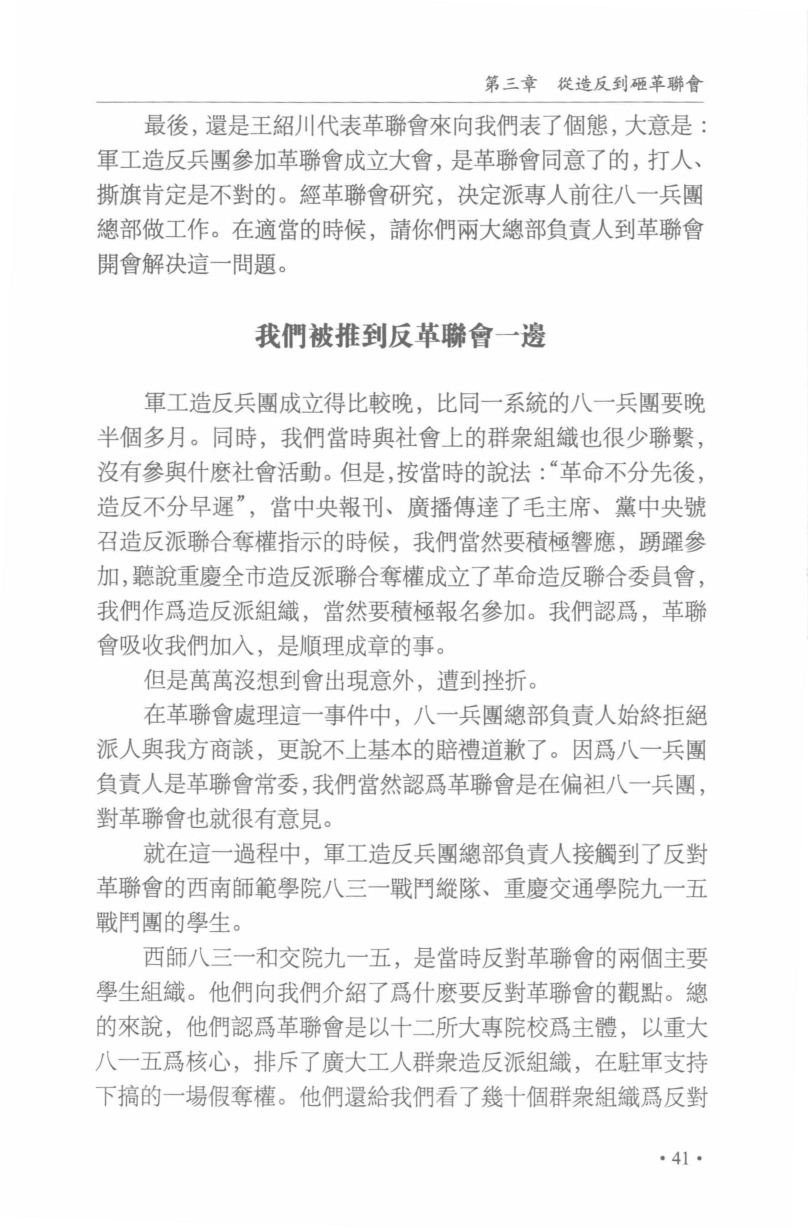 第三章　從造反到砸革聯會
最後，還是王紹川代表革聯會來向我們表了個態，大意是：
軍工造反兵團參加革聯會成立大會，是革聯會同意了的，打人、
撕旗肯定是不對的。經革聯會研究，決定派專人前往八一兵團
總部做工作。在適當的時候，請你們兩大總部負責人到革聯會
開會解決這一問題。
我們被推到反革聯會一邊
軍工造反兵團成立得比較晚，比同一系統的八一兵團要晚
半個多月。同時，我們當時與社會上的群衆組織也很少聯繫，
沒有參與什麽社會活動。但是，按當時的說法：“革命不分先後，
造反不分早遲”，當中央報刊、廣播傳達了毛主席、黨中央號
召造反派聯合奪權指示的時候，我們當然要積極響應，踴躍參
加，聽說重慶全市造反派聯合奪權成立了革命造反聯合委員會，
我們作爲造反派組織，當然要積極報名參加。我們認爲，革聯
會吸收我們加入，是順理成章的事。
但是萬萬沒想到會出現意外，遭到挫折。
在革聯會處理這一事件中，八一兵團總部負責人始終拒絕
派人與我方商談，更說不上基本的賠禮道歉了。因爲八一兵團
負責人是革聯會常委，我們當然認爲革聯會是在偏袒八一兵團，
對革聯會也就很有意見。
就在這一過程中，軍工造反兵團總部負責人接觸到了反對
革聯會的西南師範學院八三一戰鬥縱隊、重慶交通學院九一五
戰鬥團的學生。
西師八三一和交院九一五，是當時反對革聯會的兩個主要
學生組織。他們向我們介紹了爲什麽要反對革聯會的觀點。總
的來說，他們認爲革聯會是以十二所大專院校爲主體，以重大
八一五爲核心，排斥了廣大工人群衆造反派組織，在駐軍支持
下搞的一場假奪權。他們還給我們看了幾十個群衆組織爲反對
• 41 •